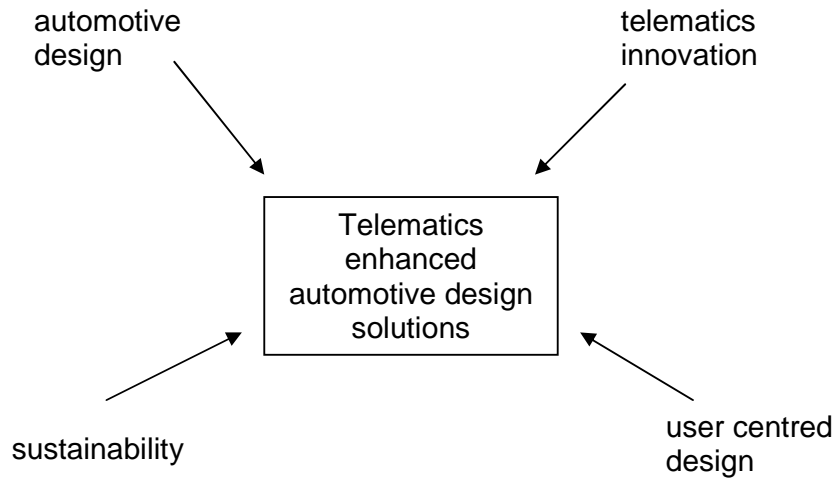 automotive
design
telematics
innovation
Telematics
enhanced
automotive design
solutions
sustainability
user centred
design